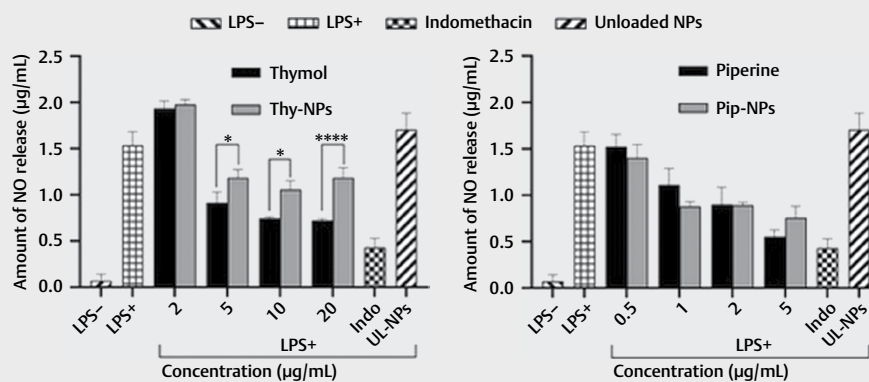 LPS– LPS+ Indomethacin Unloaded NPs
Amount of NO release (µg/mL)
2.5
2.0
1.5
1.0
0.5
0.0
Thymol
Thy-NPs
* * ****
LPS– LPS+ 2 5 10 20 Indo UL-NPs
LPS+
Concentration (µg/mL)
Amount of NO release (µg/mL)
2.5
2.0
1.5
1.0
0.5
0.0
Piperine
Pip-NPs
LPS– LPS+ 0.5 1 2 5 Indo UL-NPs
LPS+
Concentration (µg/mL)